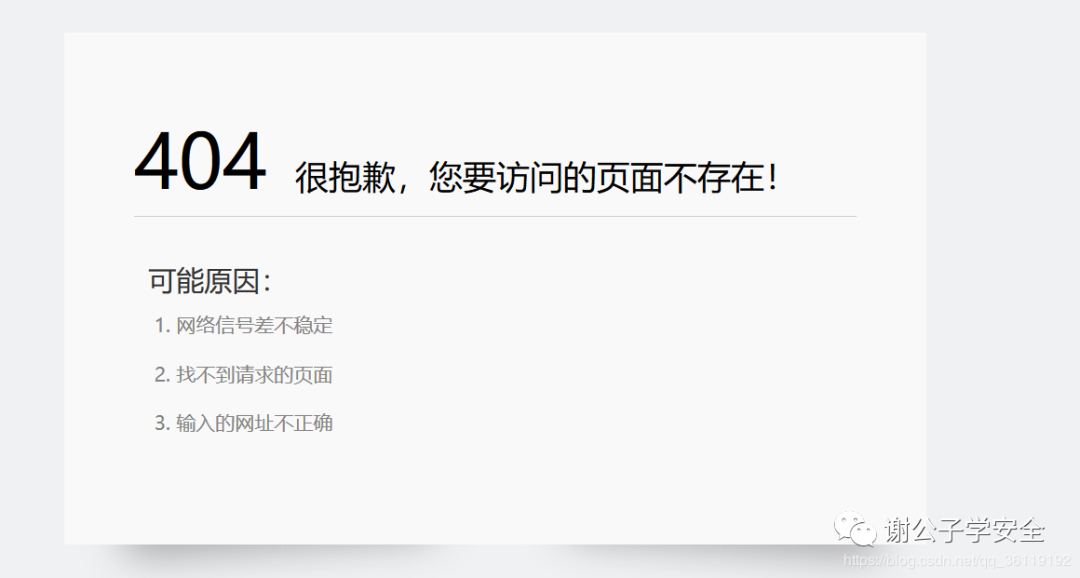 404 很抱歉，您要访问的页面不存在！
可能原因：
1. 网络信号差不稳定
2. 找不到请求的页面
3. 输入的网址不正确
谢公子学安全
https://blog.csdn.net/qq_36119192